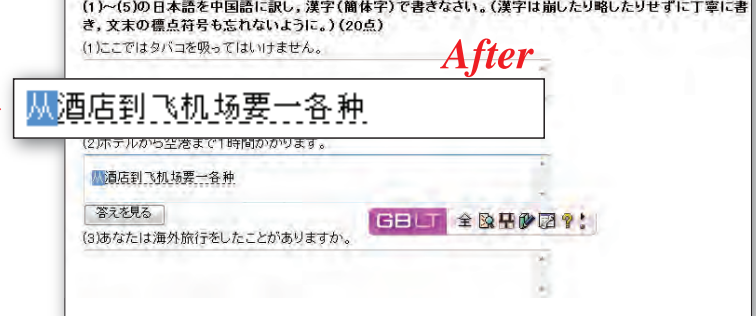 (1)~(5)の日本語を中国語に訳し，漢字(簡体字)で書きなさい。(漢字は崩したり略したりせずに丁寧に書
き，文末の標点符号も忘れないように。)(20点)
(1)ここではタバコを吸ってはいけません。
After
从酒店到飞机场要一各种
(2)ホテルから空港まで1時間かかります。
从酒店到飞机场要一各种
答えを見る
GBLT 全
(3)あなたは海外旅行をしたことがありますか。